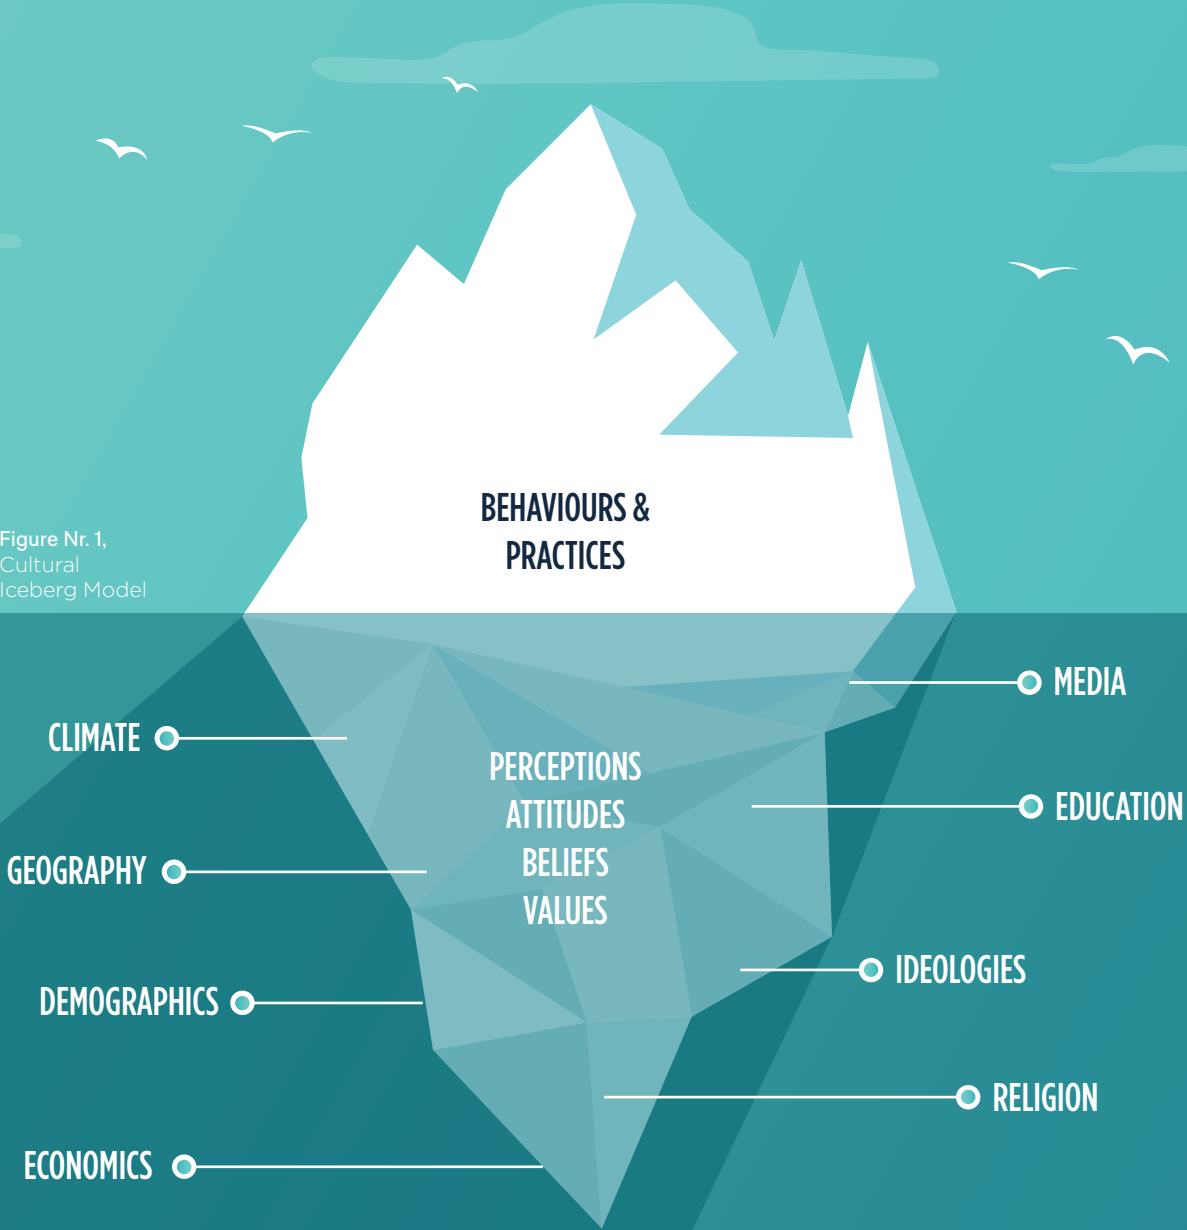 BEHAVIOURS &
PRACTICES
Figure Nr. 1,
Cultural
Iceberg Model
MEDIA
CLIMATE
PERCEPTIONS
ATTITUDES
BELIEFS
VALUES
EDUCATION
GEOGRAPHY
IDEOLOGIES
DEMOGRAPHICS
RELIGION
ECONOMICS